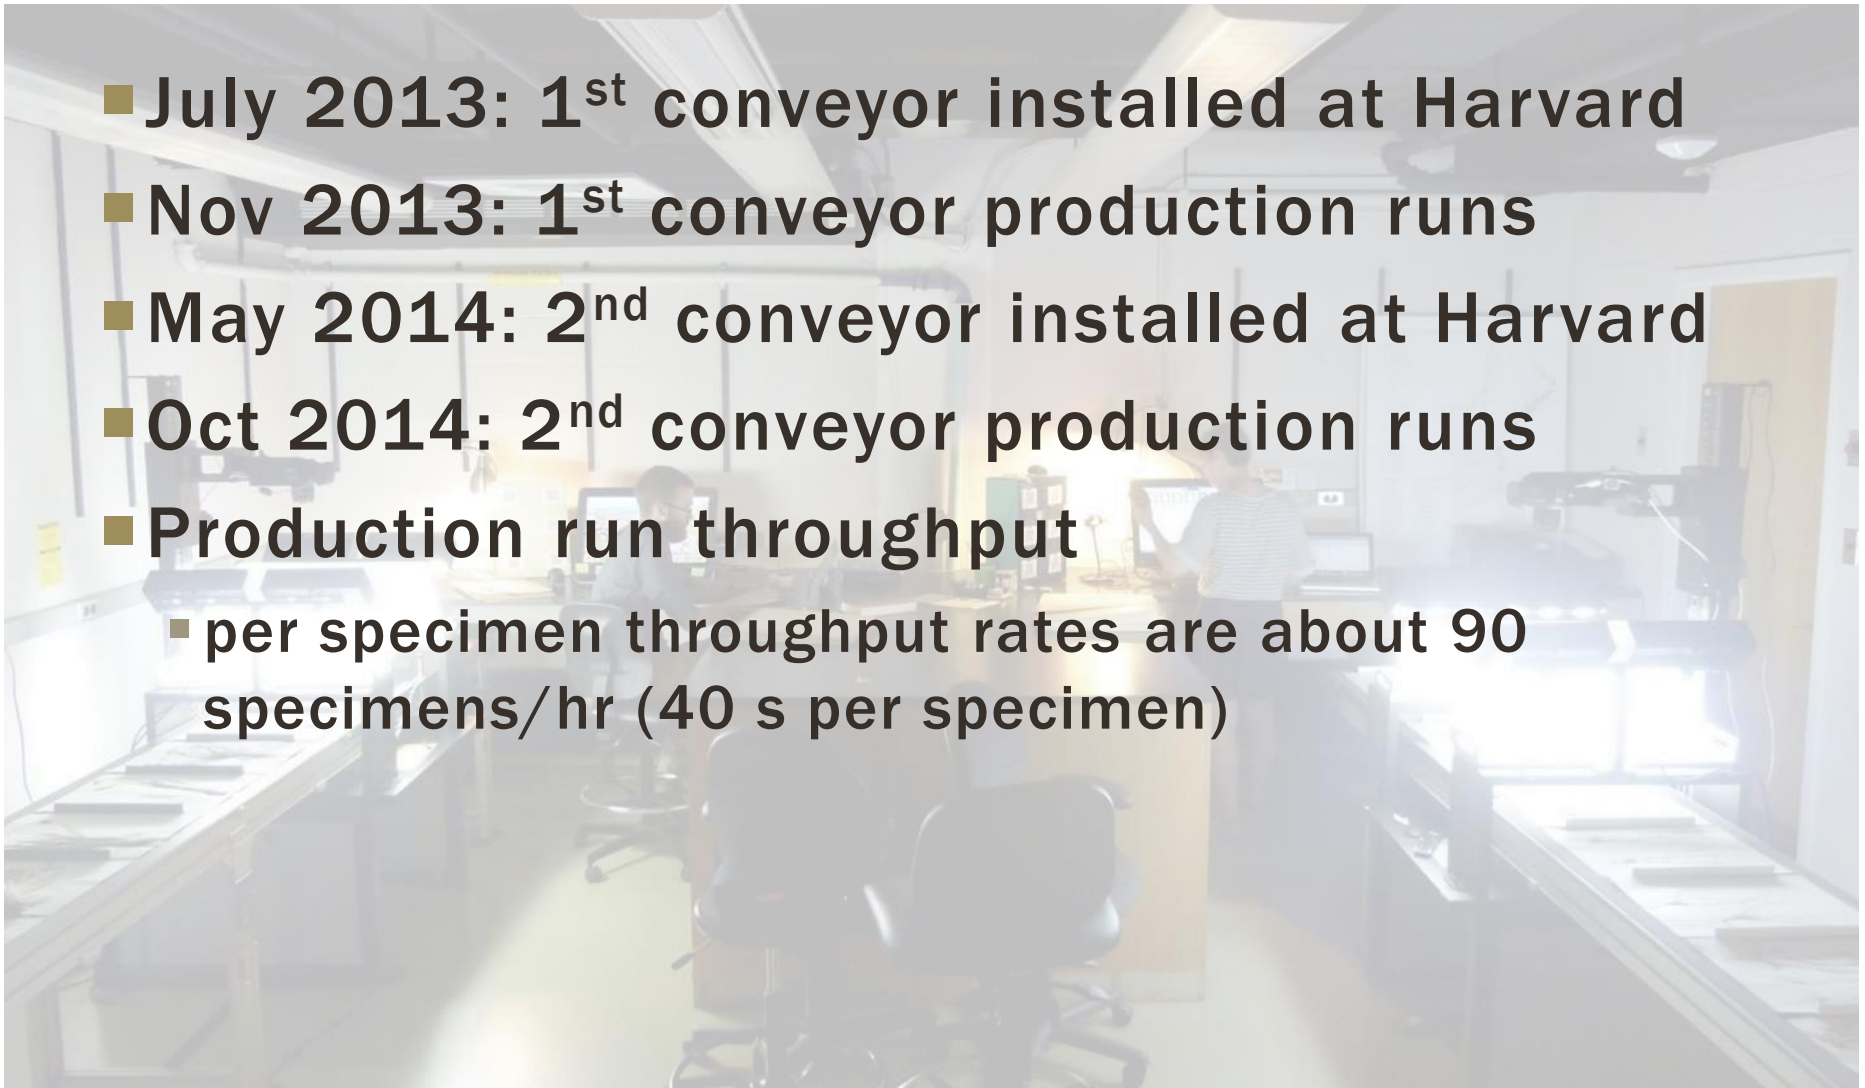 July 2013: 1st conveyor installed at Harvard
Nov 2013: 1st conveyor production runs
May 2014: 2nd conveyor installed at Harvard
Oct 2014: 2nd conveyor production runs
Production run throughput
per specimen throughput rates are about 90
specimens/hr (40 s per specimen)